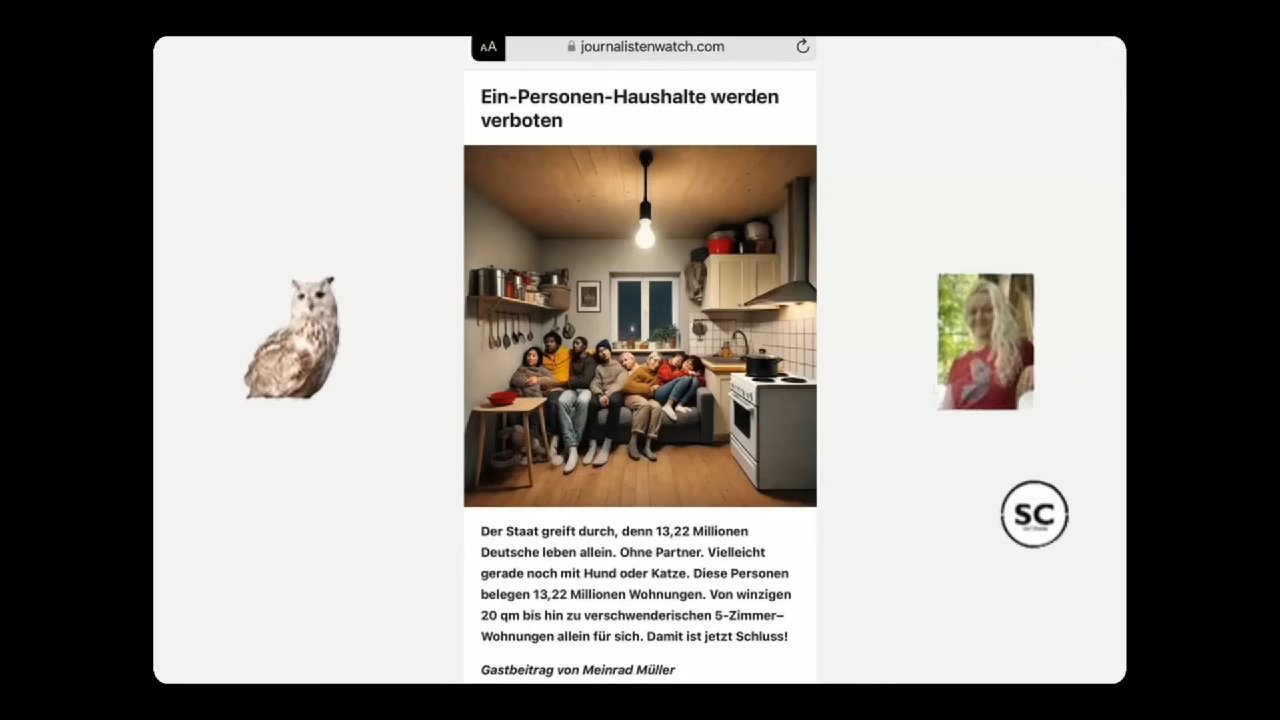 AA
journalistenwatch.com
Ein-Personen-Haushalte werden
verboten
Der Staat greift durch, denn 13,22 Millionen
Deutsche leben allein. Ohne Partner. Vielleicht
gerade noch mit Hund oder Katze. Diese Personen
belegen 13,22 Millionen Wohnungen. Von winzigen
20 qm bis hin zu verschwenderischen 5-Zimmer–
Wohnungen allein für sich. Damit ist jetzt Schluss!
Gastbeitrag von Meinrad Müller
SC